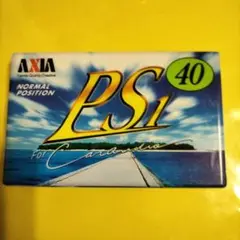 AXIA
NORMAL
POSITION
PS1
40
For Car audio